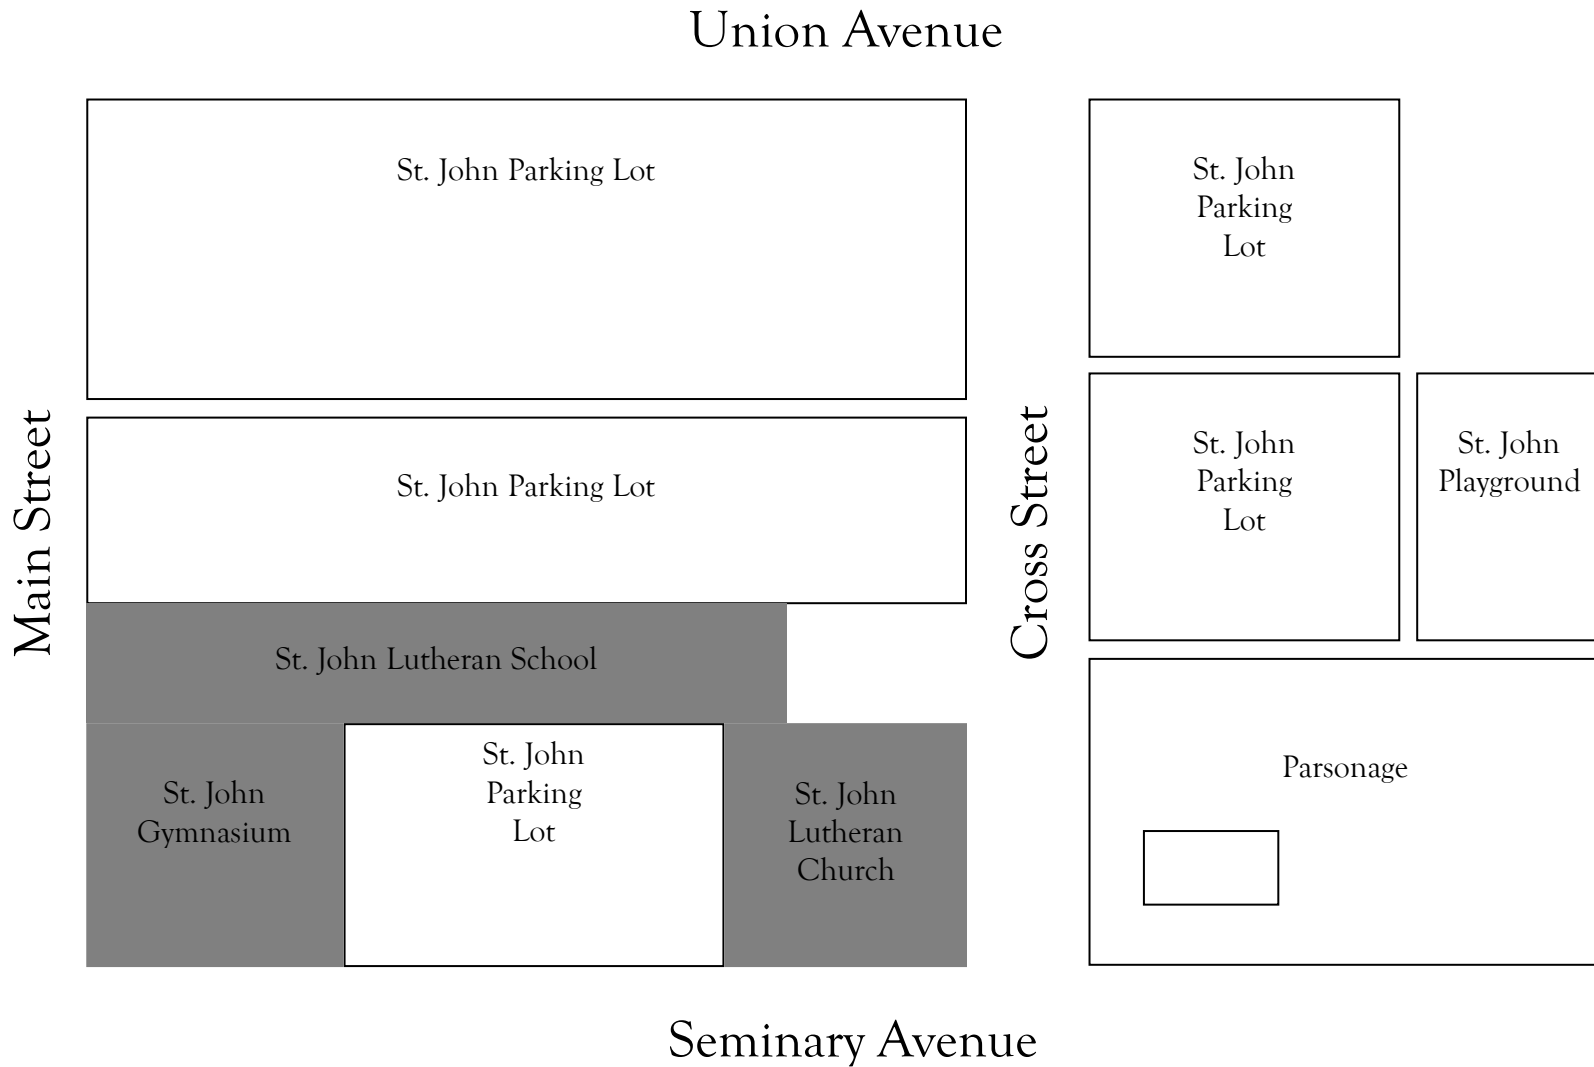 Union Avenue
St. John Parking Lot
St. John
Parking
Lot
Main Street
St. John Parking Lot
Cross Street
St. John
Parking
Lot
St. John
Playground
St. John Lutheran School
St. John
Gymnasium
St. John
Parking
Lot
St. John
Lutheran
Church
Parsonage
Seminary Avenue